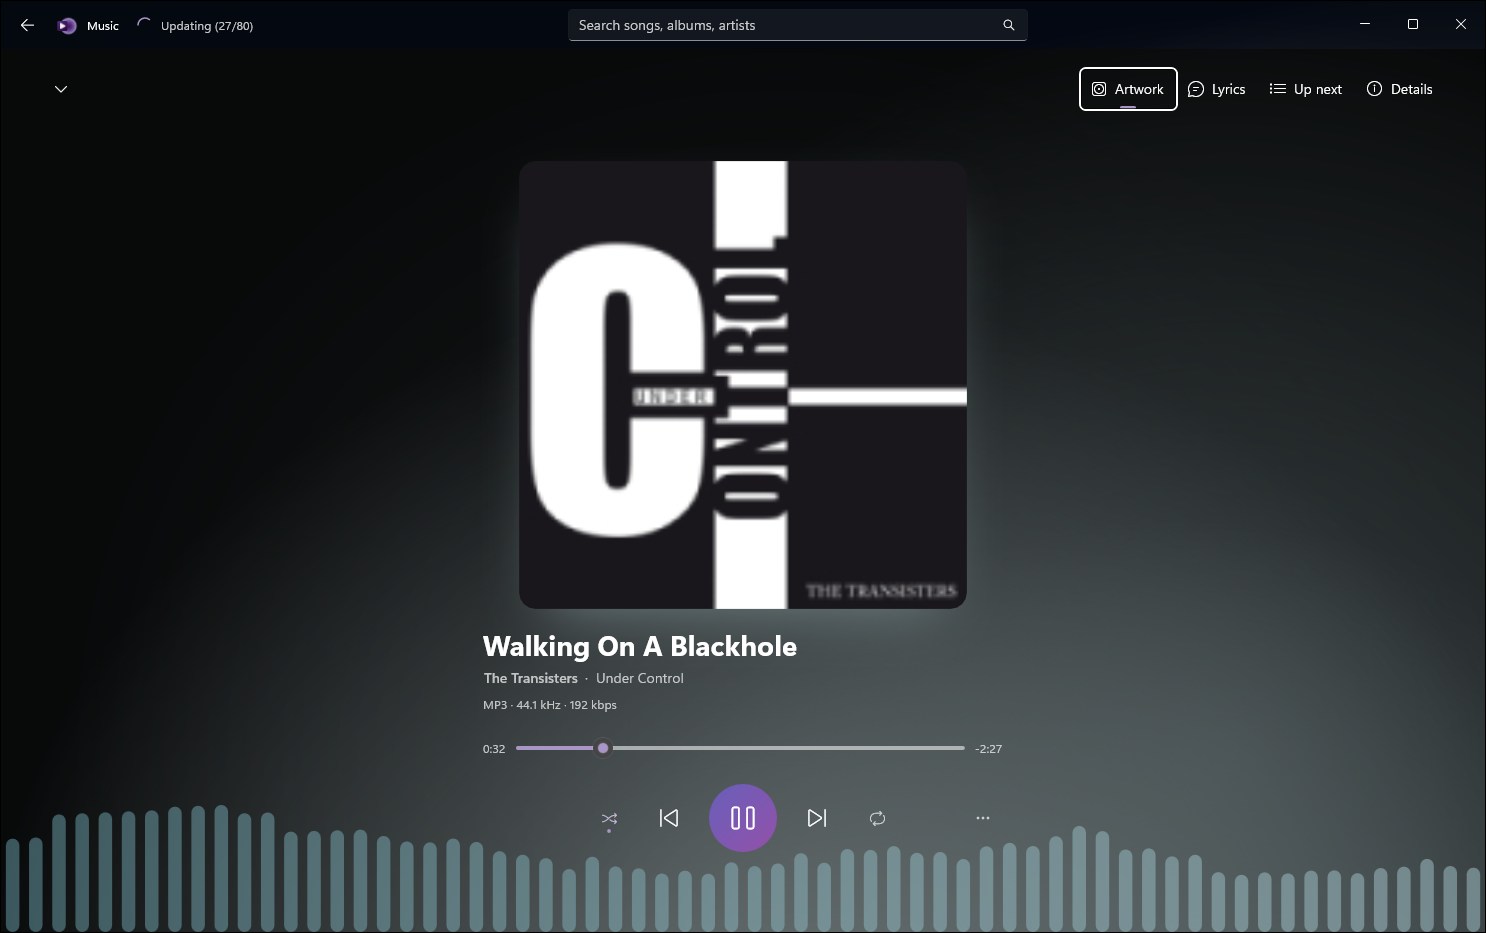 Music
Updating (27/80)
Search songs, albums, artists
Artwork
Lyrics
Up next
Details
C
UNDER
ONTROL
THE TRANSISTERS
Walking On A Blackhole
The Transisters · Under Control
MP3 · 44.1 kHz · 192 kbps
0:32
-2:27